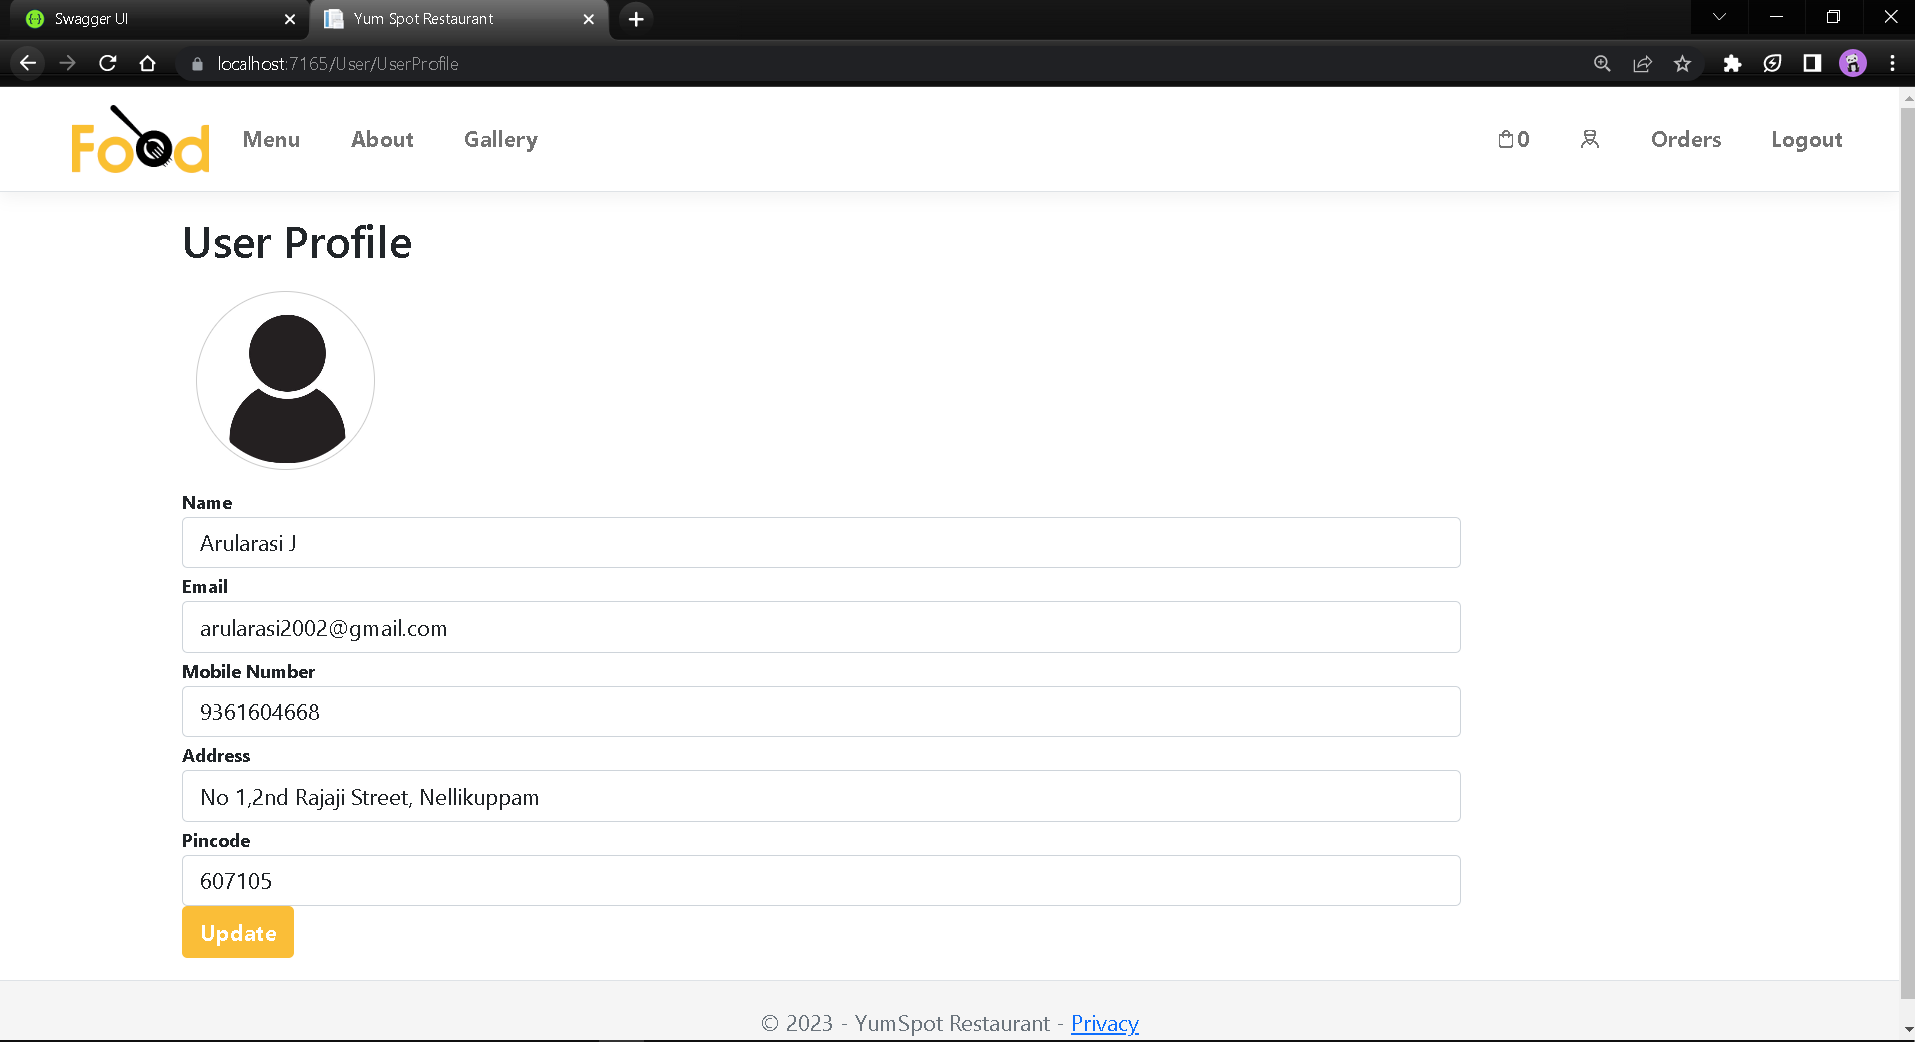 Swagger UI
Yum Spot Restaurant
localhost:7165/User/UserProfile
Food
Menu
About
Gallery
0
Orders
Logout
User Profile
Name
Arularasi J
Email
arularasi2002@gmail.com
Mobile Number
9361604668
Address
No 1,2nd Rajaji Street, Nellikuppam
Pincode
607105
Update
© 2023 - YumSpot Restaurant - Privacy